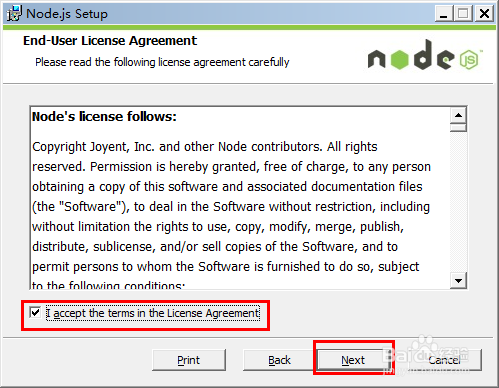 Node.js Setup
End-User License Agreement
Please read the following license agreement carefully
node
JS
Node's license follows:
Copyright Joyent, Inc. and other Node contributors. All rights
reserved. Permission is hereby granted, free of charge, to any person
obtaining a copy of this software and associated documentation files
(the "Software"), to deal in the Software without restriction, including
without limitation the rights to use, copy, modify, merge, publish,
distribute, sublicense, and/or sell copies of the Software, and to
permit persons to whom the Software is furnished to do so, subject
to the following conditions:
I accept the terms in the License Agreement
Print
Back
Next
Cancel